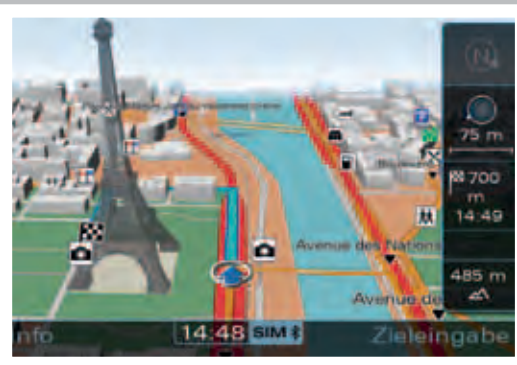 N
75 m
700
m
14:49
Avenue des Nations
485 m
Avenue de
nfo
14:48 SIM
Zieleingabe